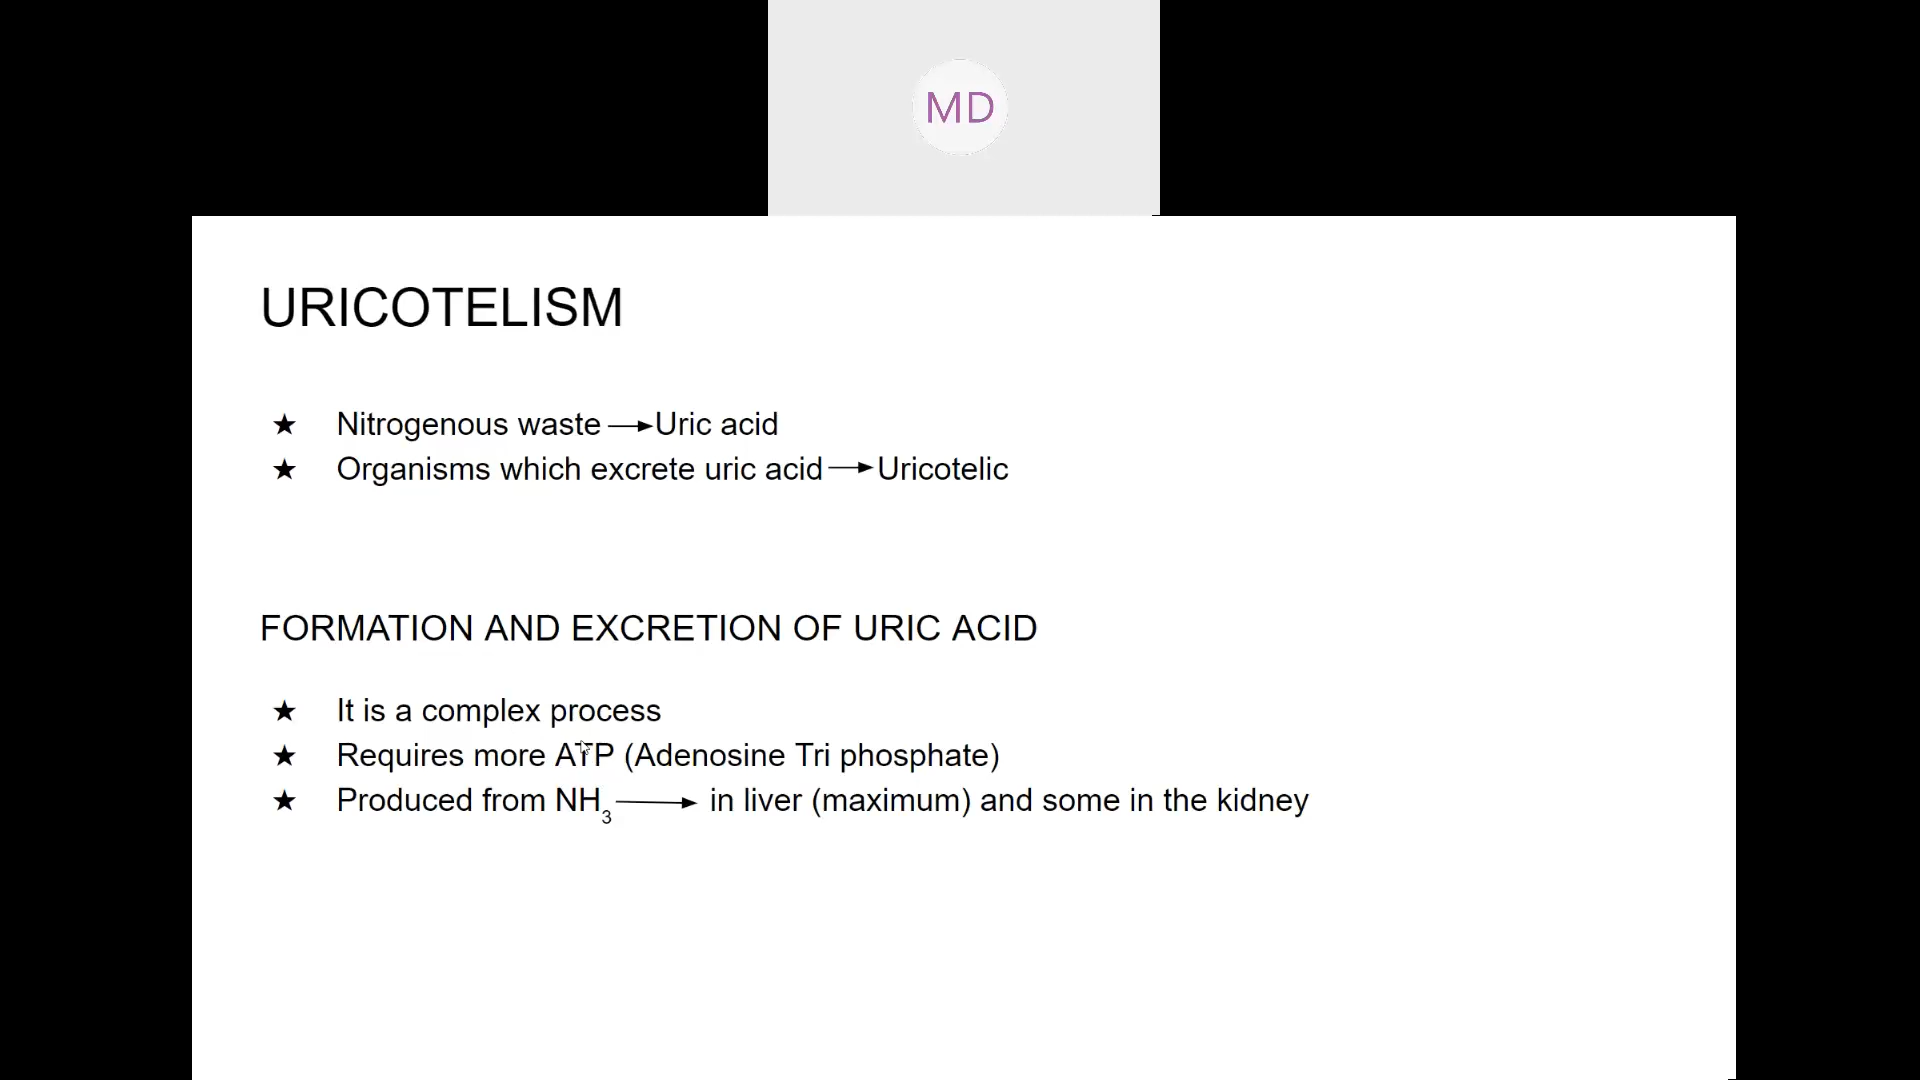 MD
URICOTELISM
★ Nitrogenous waste → Uric acid
★ Organisms which excrete uric acid → Uricotelic
FORMATION AND EXCRETION OF URIC ACID
★ It is a complex process
★ Requires more ATP (Adenosine Tri phosphate)
★ Produced from NH₃ → in liver (maximum) and some in the kidney